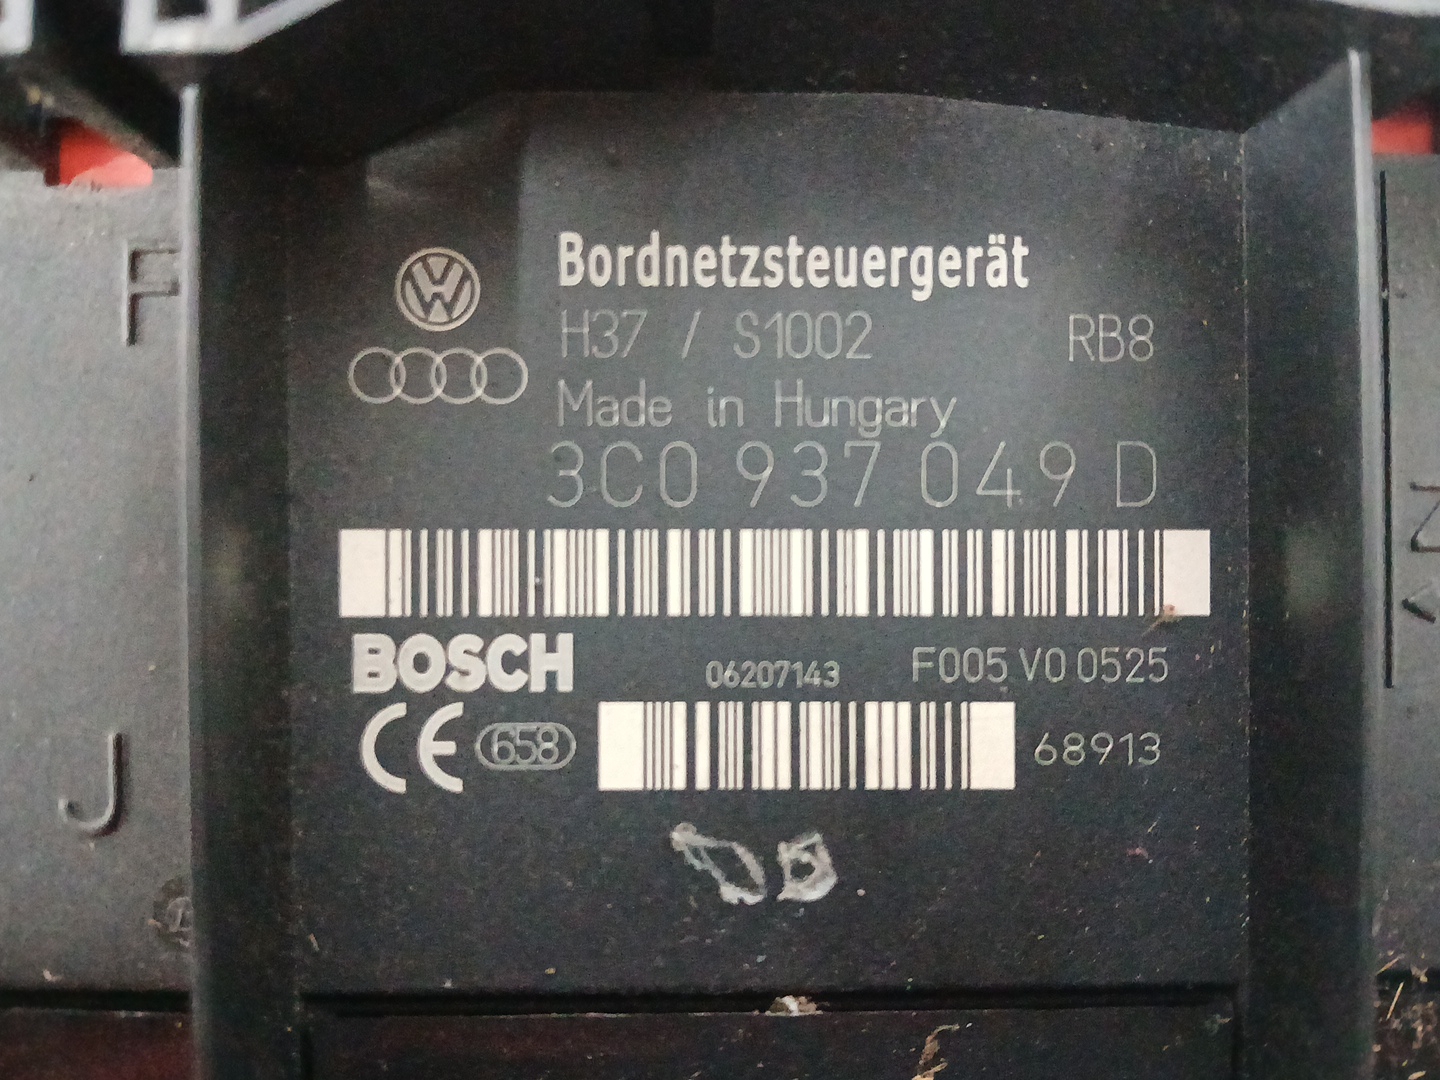 F
Bordnetzsteuergerät
H37 / S1002 RB8
Made in Hungary
3C0 937 049 D
BOSCH
06207143 F005 V0 0525
CE 658 68913
J